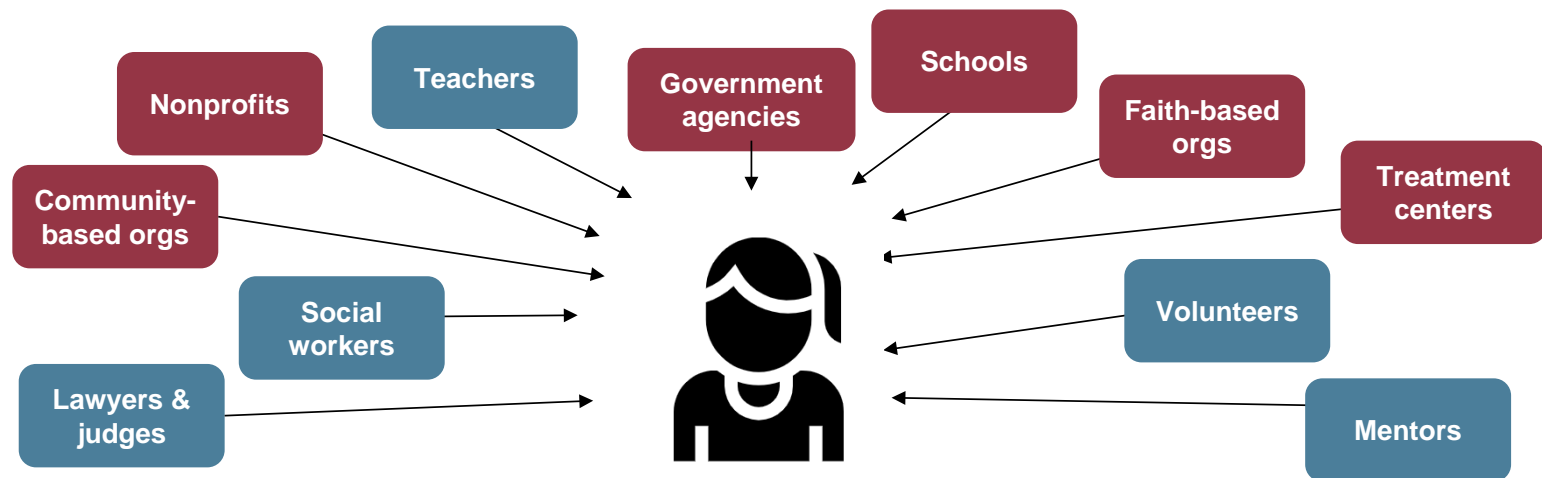 Nonprofits
Teachers
Government
agencies
Schools
Faith-based
orgs
Treatment
centers
Community-
based orgs
Social
workers
Volunteers
Lawyers &
judges
Mentors